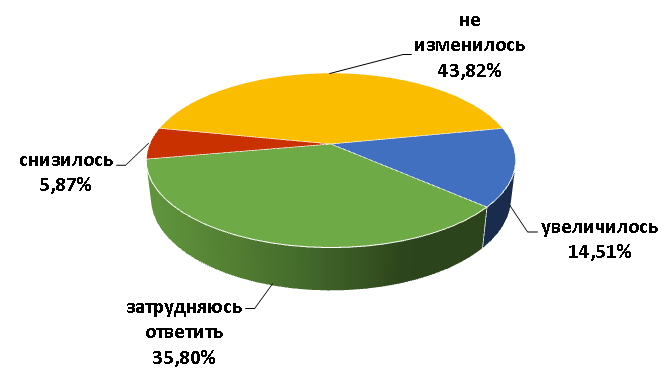 не
изменилось
43,82%
снизилось
5,87%
увеличилось
14,51%
затрудняюсь
ответить
35,80%